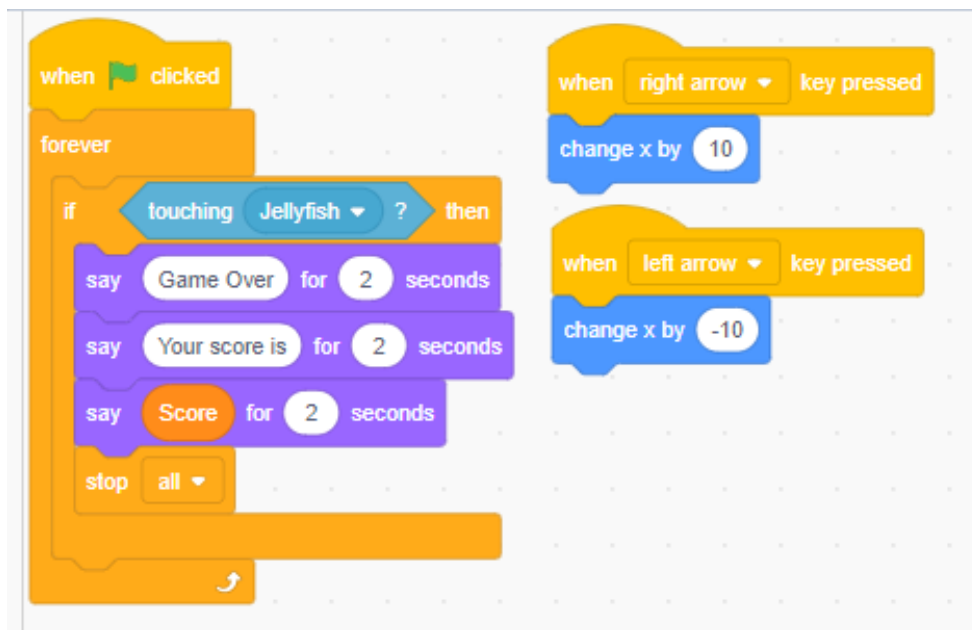 when clicked
forever
if touching Jellyfish ? then
say Game Over for 2 seconds
say Your score is for 2 seconds
say Score for 2 seconds
stop all
when right arrow key pressed
change x by 10
when left arrow key pressed
change x by -10